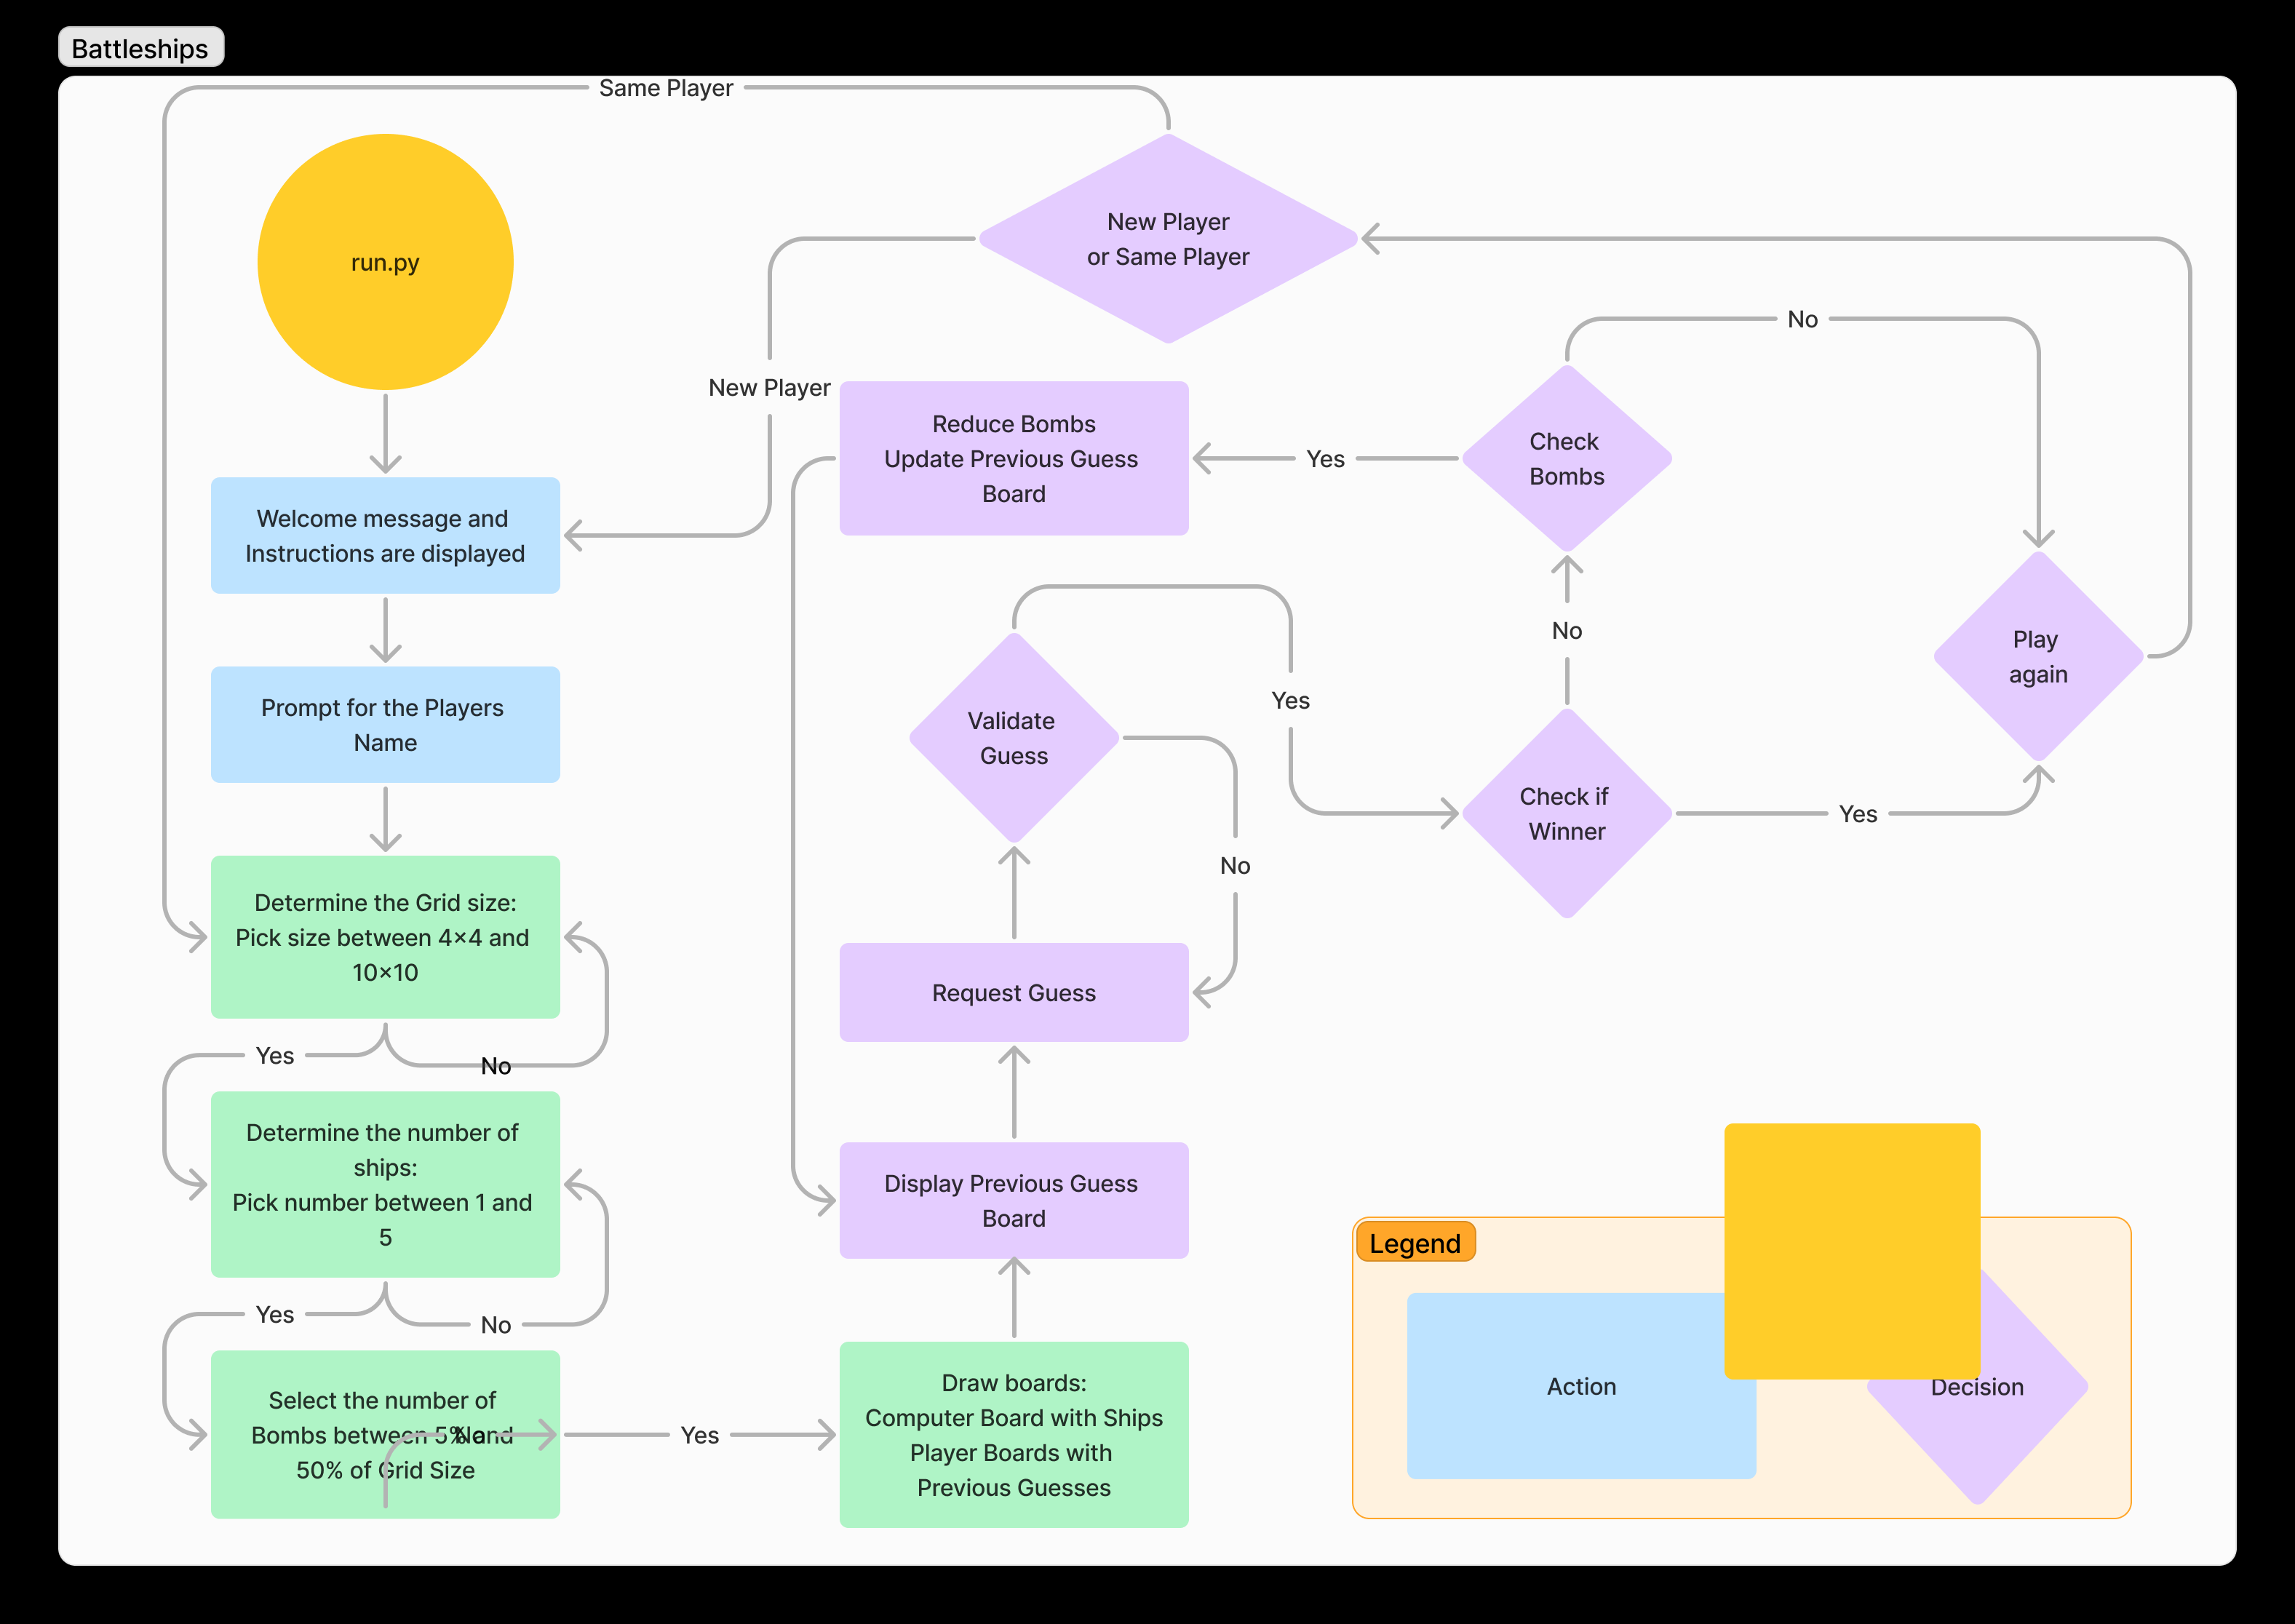 Battleships
Same Player
run.py
New Player
or Same Player
No
New Player
Reduce Bombs
Update Previous Guess
Board
Yes
Check
Bombs
Welcome message and
Instructions are displayed
No
Play
again
Prompt for the Players
Name
Validate
Guess
Yes
Check if
Winner
Yes
No
Determine the Grid size:
Pick size between 4×4 and
10×10
Request Guess
Yes
No
Determine the number of
ships:
Pick number between 1 and
5
Display Previous Guess
Board
Yes
No
Select the number of
Bombs between 5% and
50% of Grid Size
No
Yes
Draw boards:
Computer Board with Ships
Player Boards with
Previous Guesses
Legend
Action
Decision